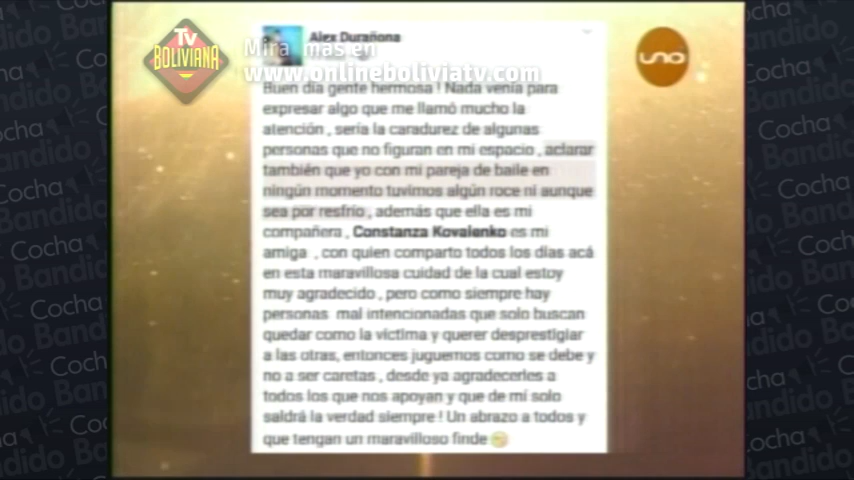 Tv
BOLIVIANA
Mira mas en
www.onlineboliviatv.com
uno
Alex Durañona
Buen día gente hermosa ! Nada venía para
expresar algo que me llamó mucho la
atención , sería la caradurez de algunas
personas que no figuran en mi espacio , aclarar
también que yo con mi pareja de baile en
ningún momento tuvimos algún roce ni aunque
sea por resfrío , además que ella es mi
compañera , Constanza Kovalenko es mi
amiga , con quien comparto todos los días acá
en esta maravillosa cuidad de la cual estoy
muy agradecido , pero como siempre hay
personas mal intencionadas que solo buscan
quedar como la víctima y querer desprestigiar
a las otras, entonces juguemos como se debe y
no a ser caretas , desde ya agradecerles a
todos los que nos apoyan y que de mí solo
saldrá la verdad siempre ! Un abrazo a todos y
que tengan un maravilloso finde
Cocha
Bandido